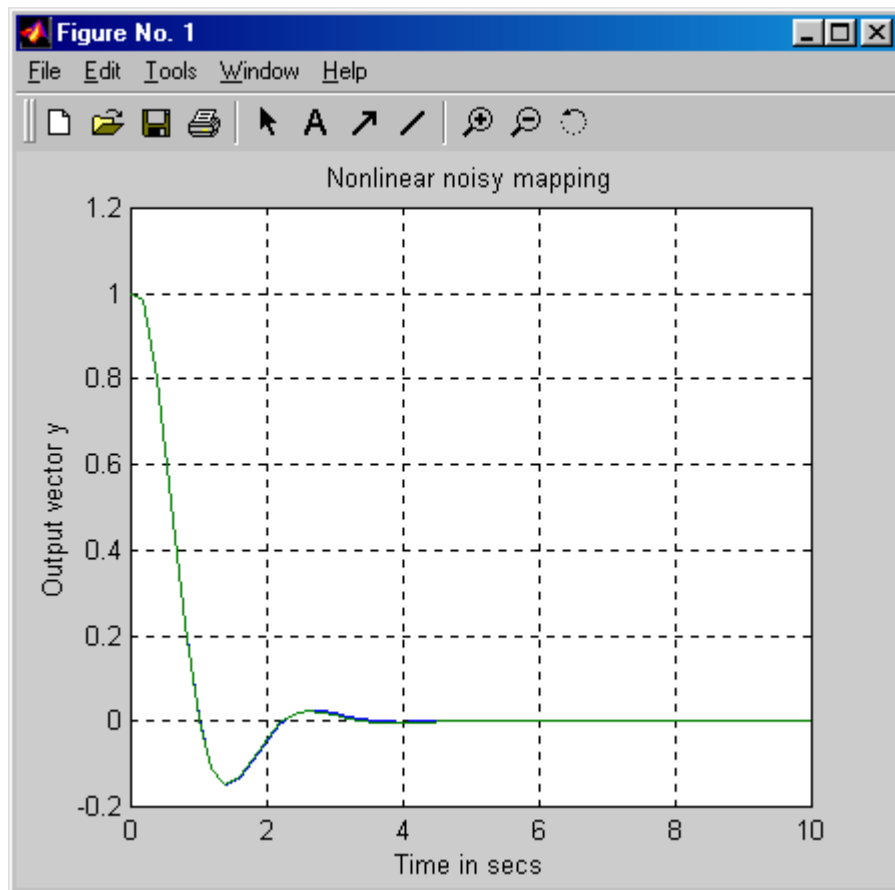 Figure No. 1
File Edit Tools Window Help
A
Nonlinear noisy mapping
1.2
1
0.8
0.6
0.4
0.2
0
-0.2
Output vector y
0 2 4 6 8 10
Time in secs